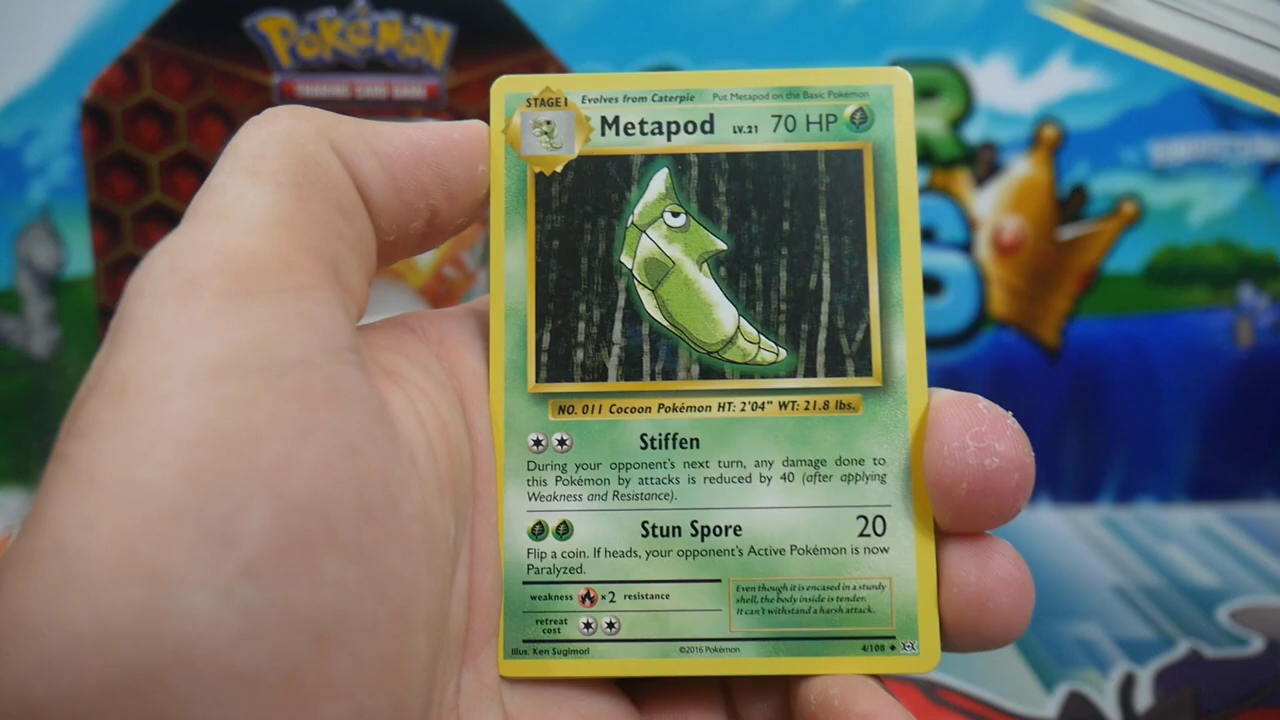 Pokémon
TRADING CARD GAME
STAGE 1 Evolves from Caterpie Put Metapod on the Basic Pokémon
Metapod LV.21 70 HP
NO. 011 Cocoon Pokémon HT: 2'04" WT: 21.8 lbs.
Stiffen
During your opponent's next turn, any damage done to
this Pokémon by attacks is reduced by 40 (after applying
Weakness and Resistance).
Stun Spore 20
Flip a coin. If heads, your opponent's Active Pokémon is now
Paralyzed.
weakness ×2 resistance
Even though it is encased in a sturdy
shell, the body inside is tender.
It can't withstand a harsh attack.
retreat
cost
Illus. Ken Sugimori ©2016 Pokémon 4/108